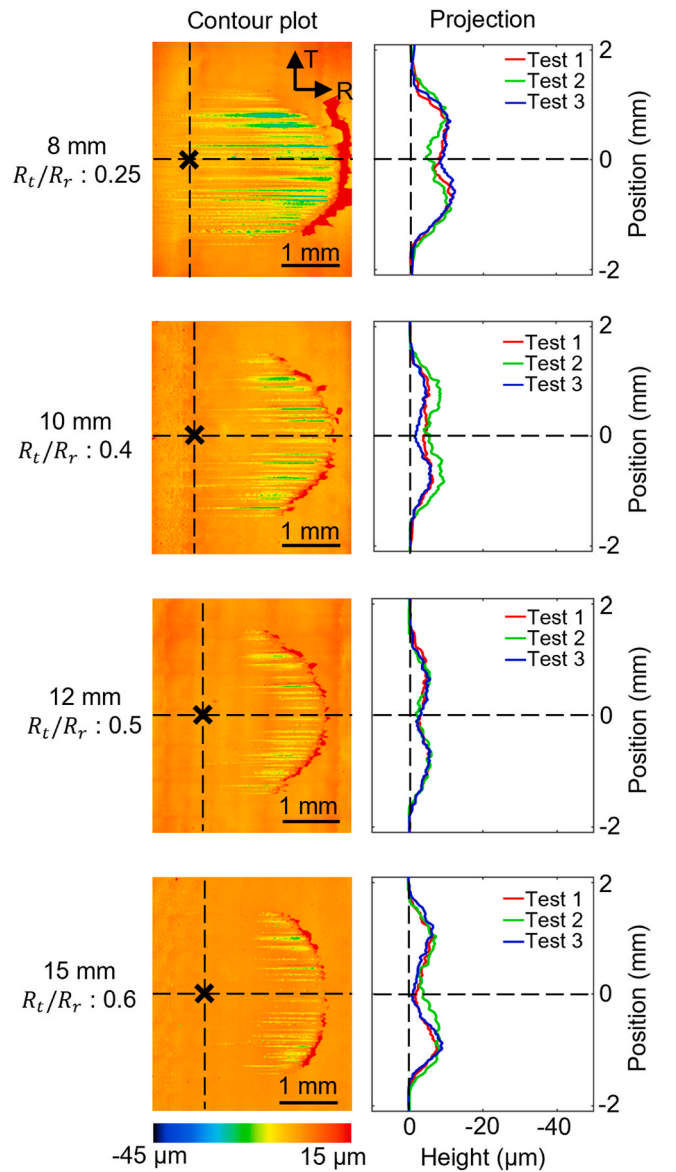 Contour plot
Projection
T
R
8 mm
R_t/R_r : 0.25
1 mm
Test 1
Test 2
Test 3
2
0
-2
Position (mm)
10 mm
R_t/R_r : 0.4
1 mm
Test 1
Test 2
Test 3
2
0
-2
Position (mm)
12 mm
R_t/R_r : 0.5
1 mm
Test 1
Test 2
Test 3
2
0
-2
Position (mm)
15 mm
R_t/R_r : 0.6
1 mm
Test 1
Test 2
Test 3
2
0
-2
Position (mm)
-45 µm
15 µm
0
-20
-40
Height (µm)